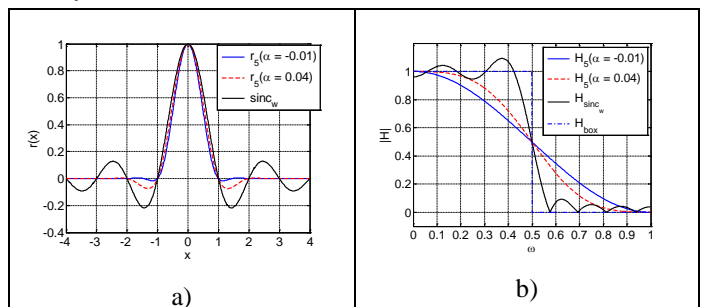 r(x)
1
0.8
0.6
0.4
0.2
0
-0.2
-0.4
-4 -3 -2 -1 0 1 2 3 4
x
r5(α = -0.01)
r5(α = 0.04)
sincw
a)
|H|
1
0.8
0.6
0.4
0.2
0
0 0.1 0.2 0.3 0.4 0.5 0.6 0.7 0.8 0.9 1
ω
H5(α = -0.01)
H5(α = 0.04)
Hsincw
Hbox
b)